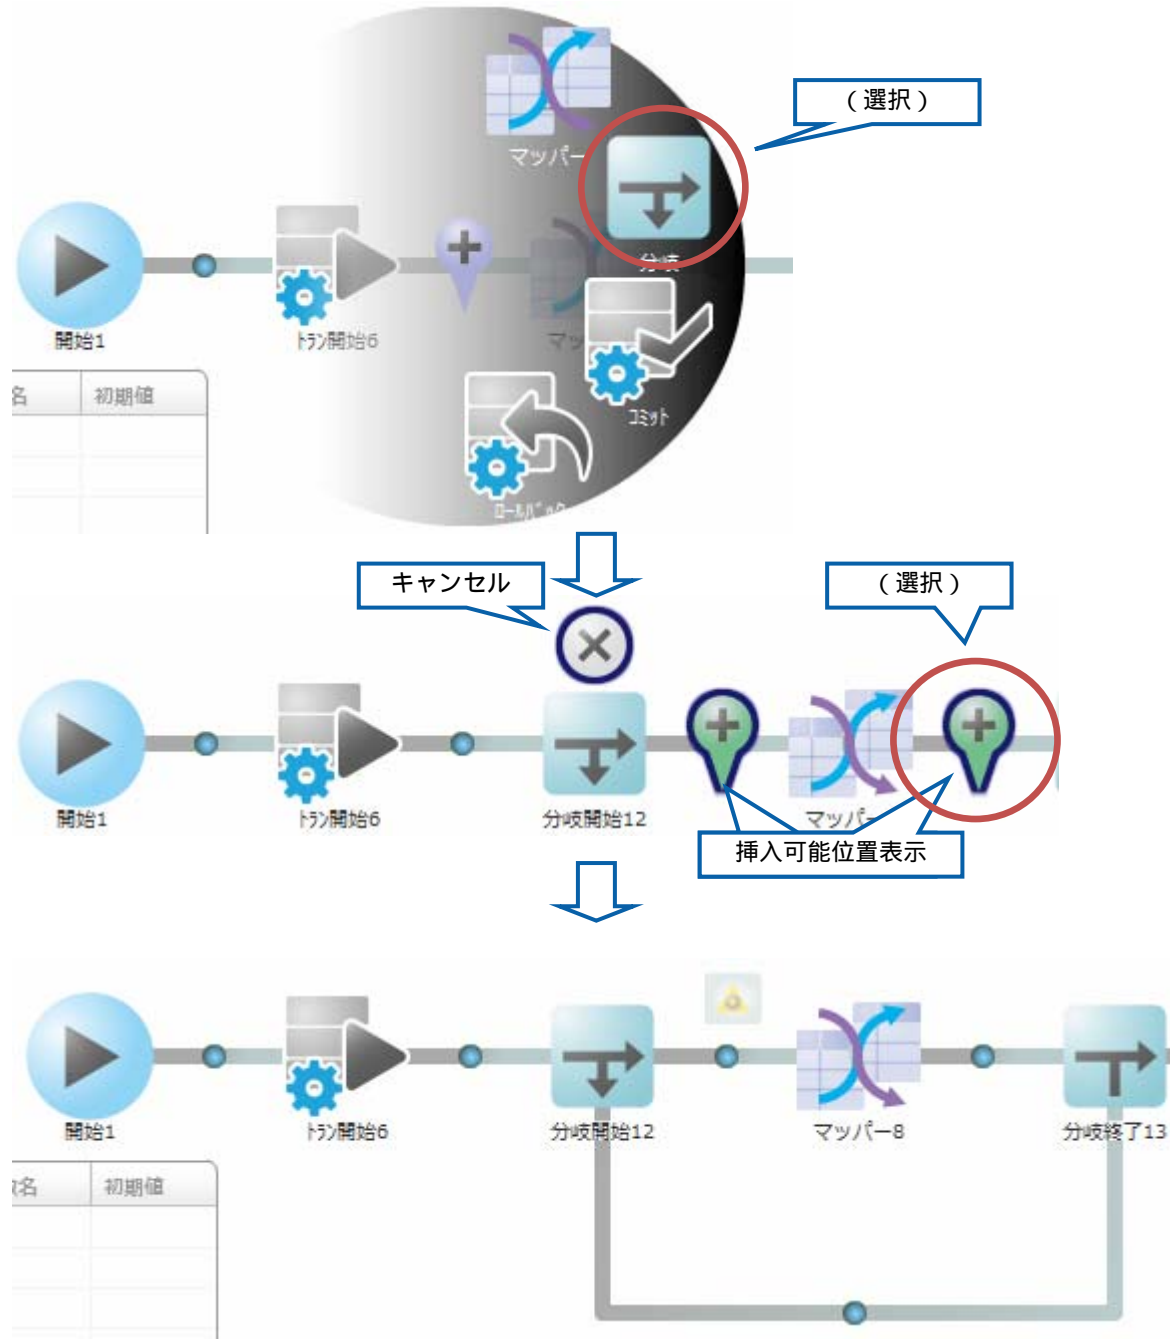 (選択)
マッパー
分岐
開始1
トラン開始6
マッ
コミット
ロールバック
名 初期値
キャンセル
(選択)
開始1
トラン開始6
分岐開始12
マッパー
挿入可能位置表示
開始1
トラン開始6
分岐開始12
マッパー8
分岐終了13
数名 初期値